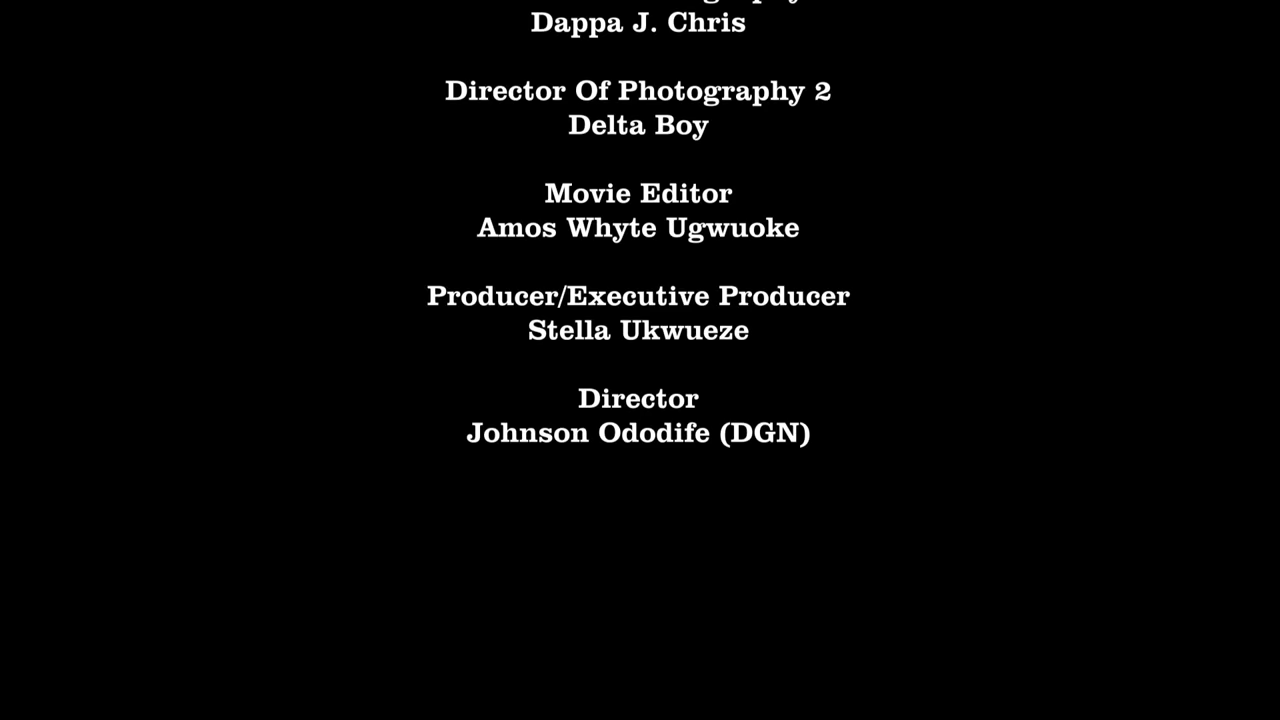 Dappa J. Chris
Director Of Photography 2
Delta Boy
Movie Editor
Amos Whyte Ugwuoke
Producer/Executive Producer
Stella Ukwueze
Director
Johnson Ododife (DGN)